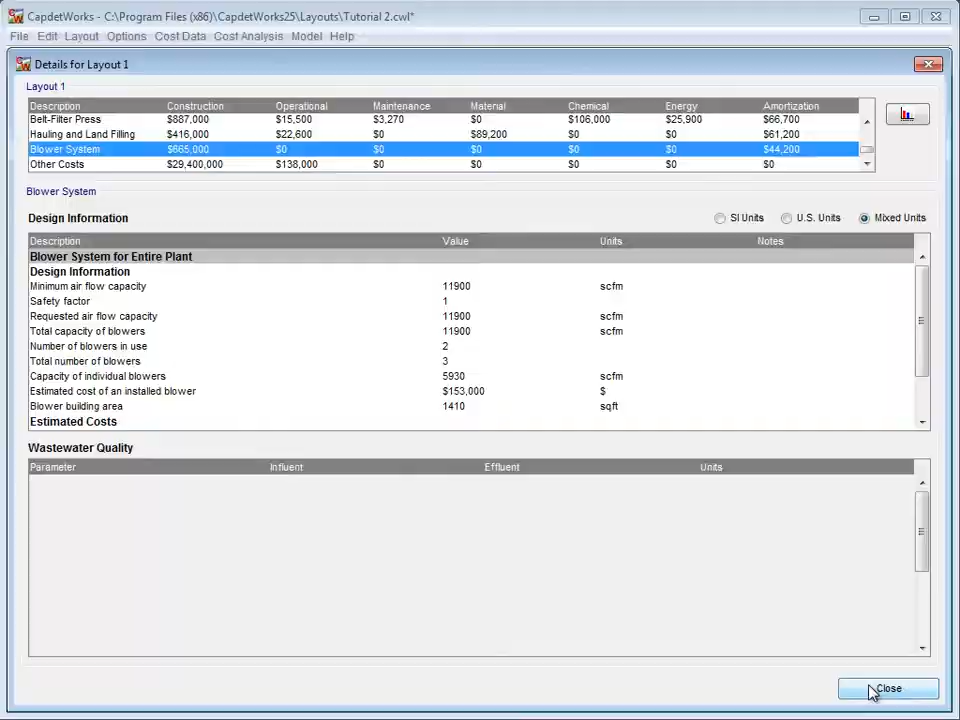 CapdetWorks - C:\Program Files (x86)\CapdetWorks25\Layouts\Tutorial 2.cwl*
File Edit Layout Options Cost Data Cost Analysis Model Help
Details for Layout 1
Layout 1
Description Construction Operational Maintenance Material Chemical Energy Amortization
Belt-Filter Press $887,000 $15,500 $3,270 $0 $106,000 $25,900 $66,700
Hauling and Land Filling $416,000 $22,600 $0 $89,200 $0 $0 $61,200
Blower System $665,000 $0 $0 $0 $0 $0 $44,200
Other Costs $29,400,000 $138,000 $0 $0 $0 $0 $0
Blower System
Design Information SI Units U.S. Units Mixed Units
Description Value Units Notes
Blower System for Entire Plant
Design Information
Minimum air flow capacity 11900 scfm
Safety factor 1
Requested air flow capacity 11900 scfm
Total capacity of blowers 11900 scfm
Number of blowers in use 2
Total number of blowers 3
Capacity of individual blowers 5930 scfm
Estimated cost of an installed blower $153,000 $
Blower building area 1410 sqft
Estimated Costs
Wastewater Quality
Parameter Influent Effluent Units
Close